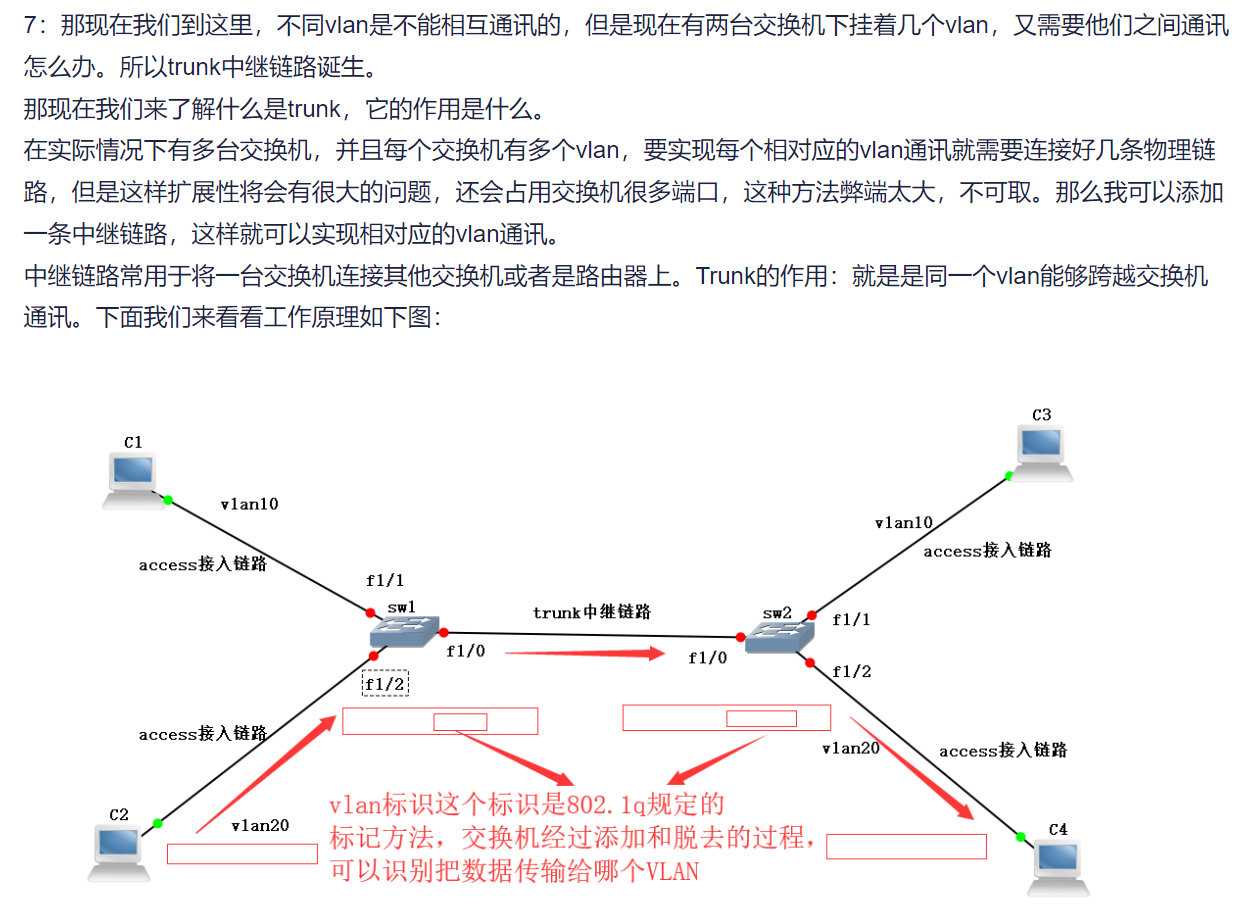 7：那现在我们到这里，不同vlan是不能相互通讯的，但是现在有两台交换机下挂着几个vlan，又需要他们之间通讯
怎么办。所以trunk中继链路诞生。
那现在我们来了解什么是trunk，它的作用是什么。
在实际情况下有多台交换机，并且每个交换机有多个vlan，要实现每个相对应的vlan通讯就需要连接好几条物理链
路，但是这样扩展性将会有很大的问题，还会占用交换机很多端口，这种方法弊端太大，不可取。那么我可以添加
一条中继链路，这样就可以实现相对应的vlan通讯。
中继链路常用于将一台交换机连接其他交换机或者是路由器上。Trunk的作用：就是是同一个vlan能够跨越交换机
通讯。下面我们来看看工作原理如下图：
C3
C1
vlan10
vlan10
access接入链路
access接入链路
f1/1
sw1
trunk中继链路
sw2
f1/1
f1/0
f1/0
f1/2
f1/2
access接入链路
vlan20
access接入链路
vlan标识这个标识是802.1q规定的
标记方法，交换机经过添加和脱去的过程，
可以识别把数据传输给哪个VLAN
C2
vlan20
C4